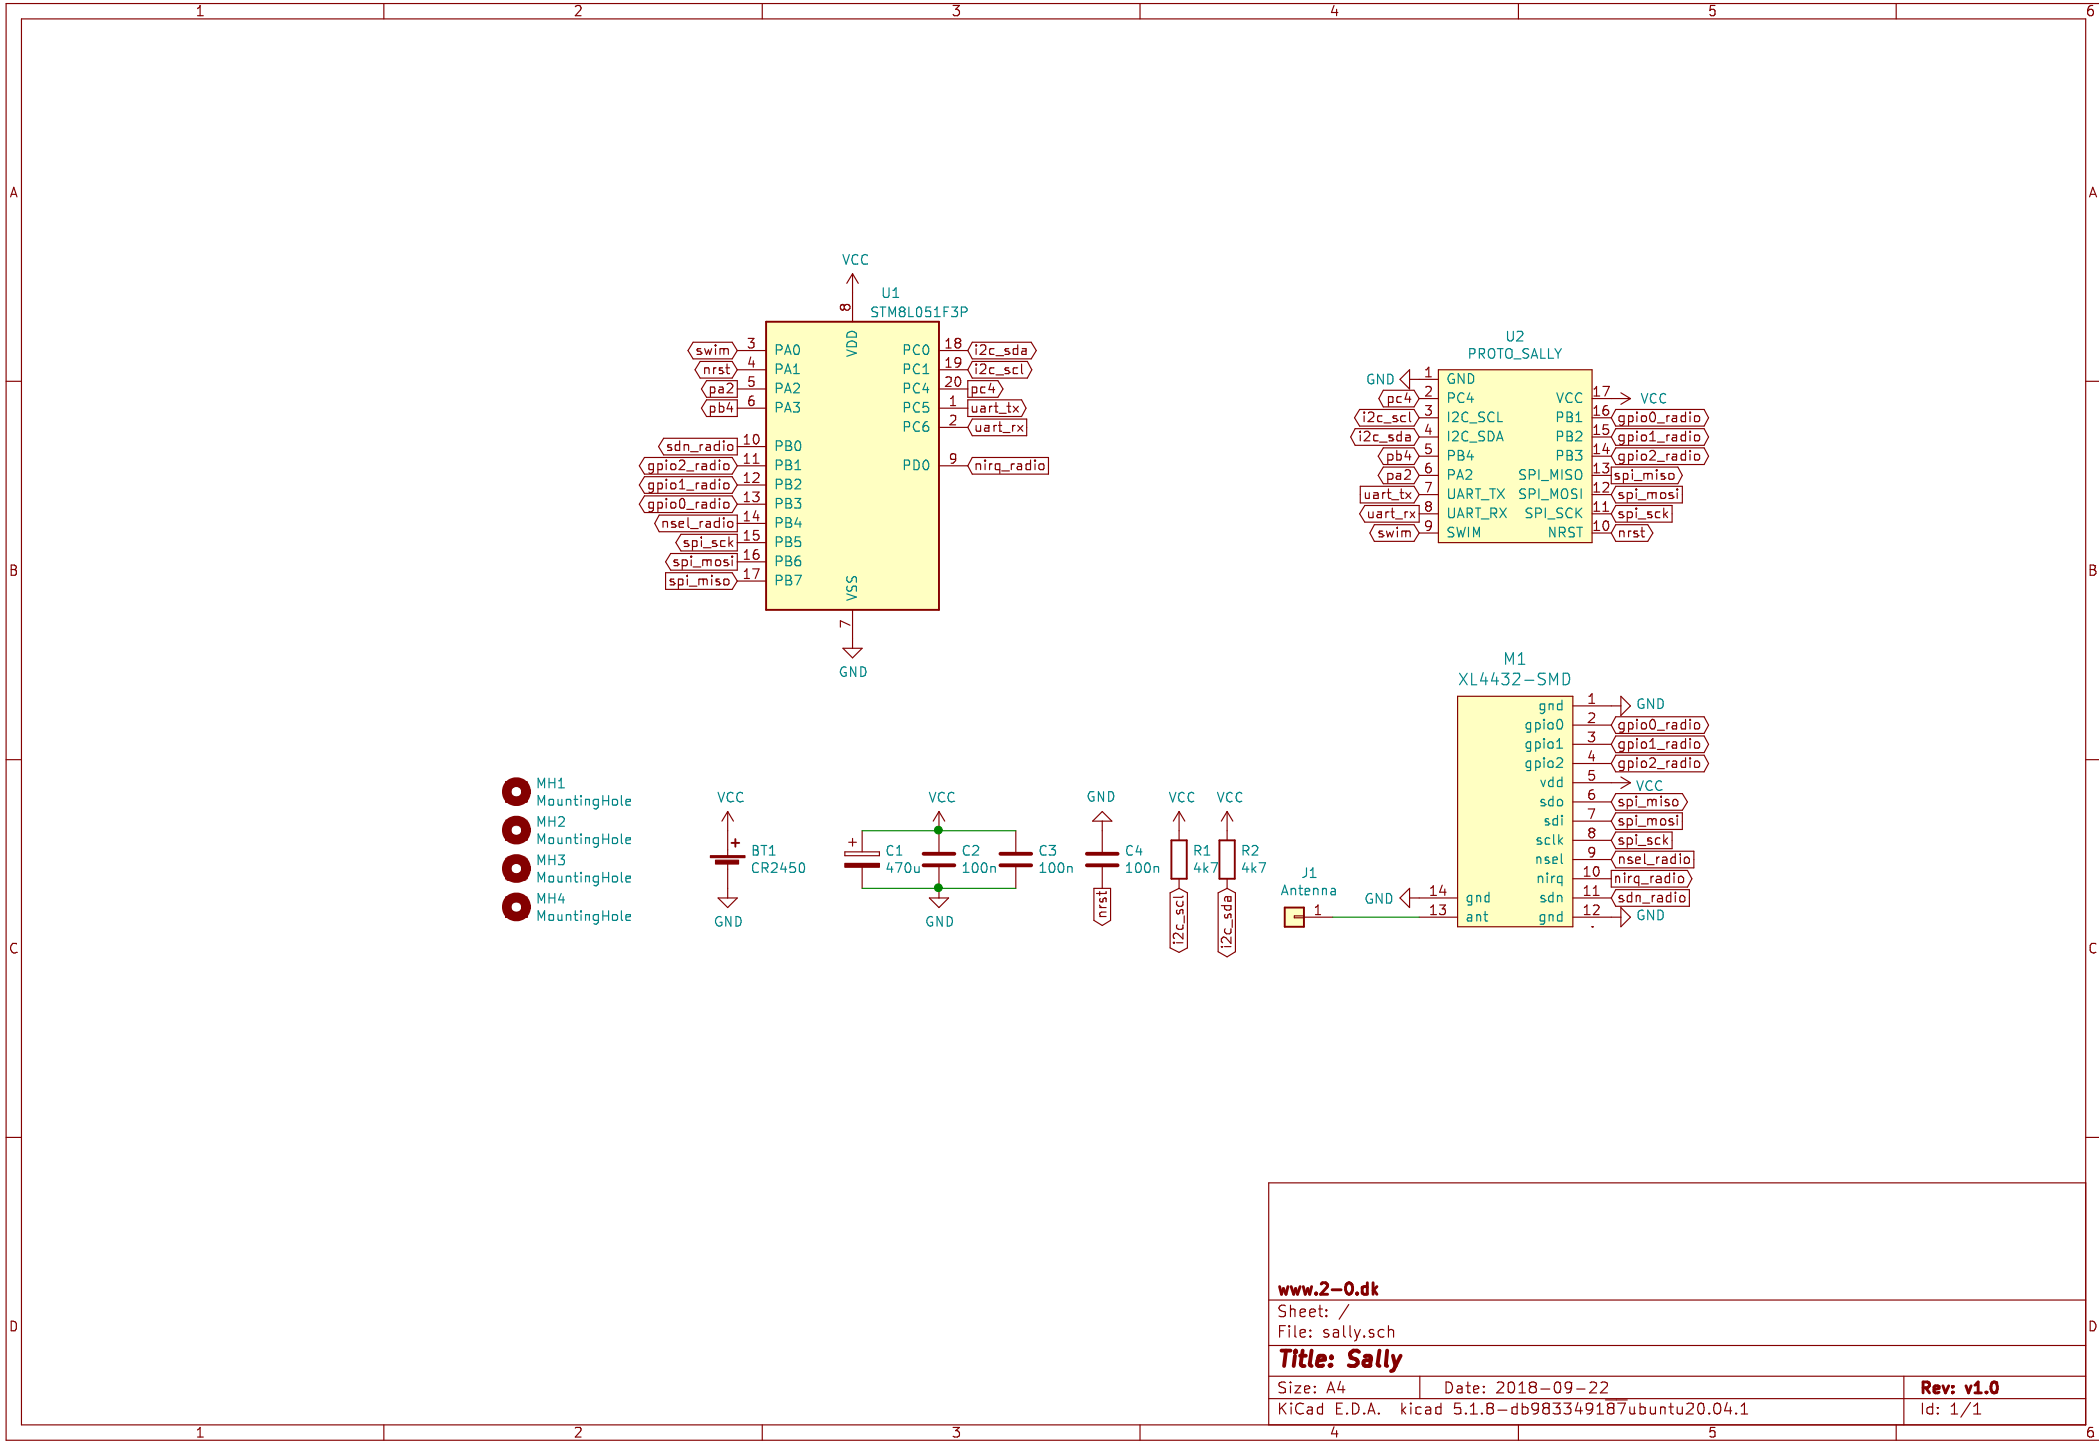 1 2 3 4 5 6
A A
VCC
U1
STM8L051F3P
8
VDD
swim 3 PA0 PC0 18 i2c_sda
nrst 4 PA1 PC1 19 i2c_scl
pa2 5 PA2 PC4 20 pc4
pb4 6 PA3 PC5 1 uart_tx
PC6 2 uart_rx
sdn_radio 10 PB0
gpio2_radio 11 PB1 PD0 9 nirq_radio
gpio1_radio 12 PB2
gpio0_radio 13 PB3
nsel_radio 14 PB4
spi_sck 15 PB5
spi_mosi 16 PB6
spi_miso 17 PB7
VSS
7
GND
U2
PROTO_SALLY
GND 1 GND
pc4 2 PC4 VCC 17 VCC
i2c_scl 3 I2C_SCL PB1 16 gpio0_radio
i2c_sda 4 I2C_SDA PB2 15 gpio1_radio
pb4 5 PB4 PB3 14 gpio2_radio
pa2 6 PA2 SPI_MISO 13 spi_miso
uart_tx 7 UART_TX SPI_MOSI 12 spi_mosi
uart_rx 8 UART_RX SPI_SCK 11 spi_sck
swim 9 SWIM NRST 10 nrst
B B
M1
XL4432-SMD
gnd 1 GND
gpio0 2 gpio0_radio
gpio1 3 gpio1_radio
gpio2 4 gpio2_radio
vdd 5 VCC
sdo 6 spi_miso
sdi 7 spi_mosi
sclk 8 spi_sck
nsel 9 nsel_radio
nirq 10 nirq_radio
GND 14 gnd sdn 11 sdn_radio
13 ant gnd 12 GND
J1
Antenna
1
MH1
MountingHole
MH2
MountingHole
MH3
MountingHole
MH4
MountingHole
VCC
+
BT1
CR2450
GND
VCC
+
C1
470u
C2
100n
C3
100n
GND
GND
C4
100n
nrst
VCC
R1
4k7
i2c_scl
VCC
R2
4k7
i2c_sda
C C
www.2-0.dk
Sheet: /
File: sally.sch
Title: Sally
Size: A4 Date: 2018-09-22 Rev: v1.0
KiCad E.D.A. kicad 5.1.8-db98334918​7ubuntu20.04.1 Id: 1/1
D D
1 2 3 4 5 6